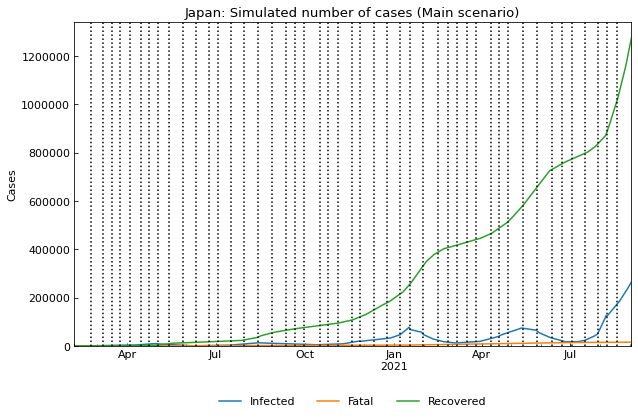 Japan: Simulated number of cases (Main scenario)
1200000
1000000
800000
600000
400000
200000
0
Cases
Apr Jul Oct Jan Apr Jul
2021
Infected Fatal Recovered